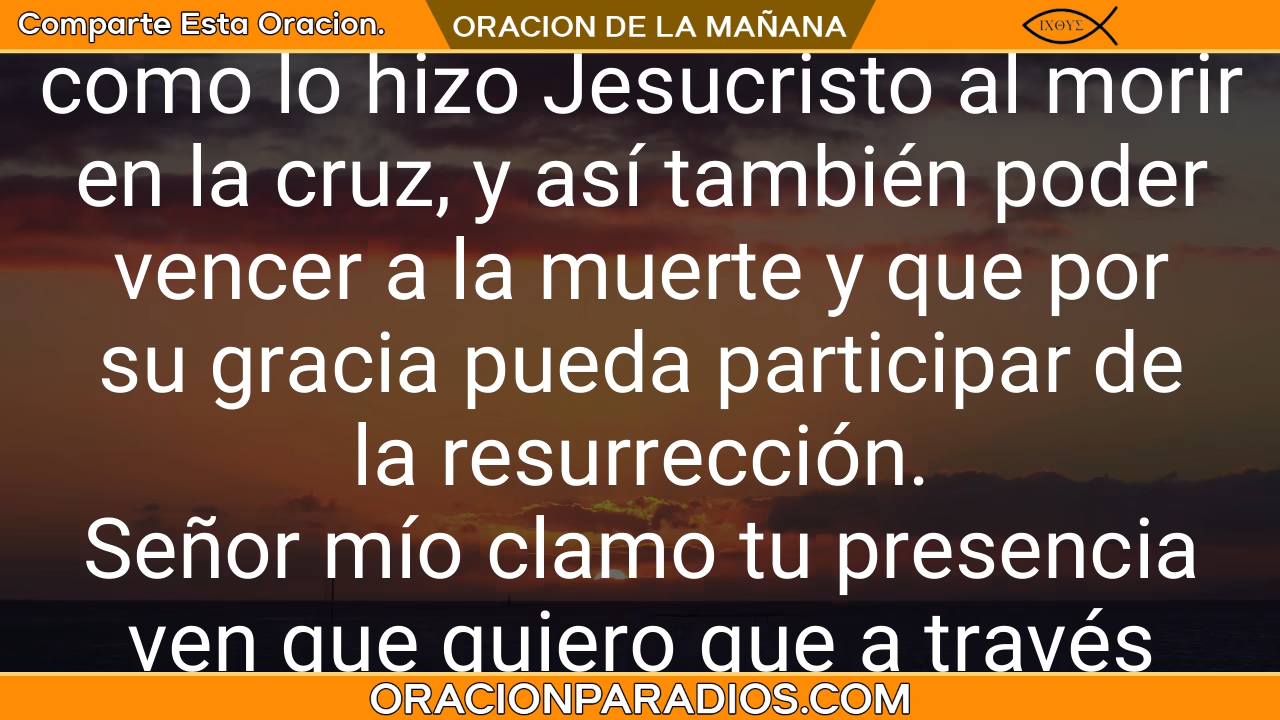 Comparte Esta Oracion.
ORACION DE LA MAÑANA
ΙΧΘΥΣ
como lo hizo Jesucristo al morir
en la cruz, y así también poder
vencer a la muerte y que por
su gracia pueda participar de
la resurrección.
Señor mío clamo tu presencia
ven que quiero que a través
ORACIONPARADIOS.COM